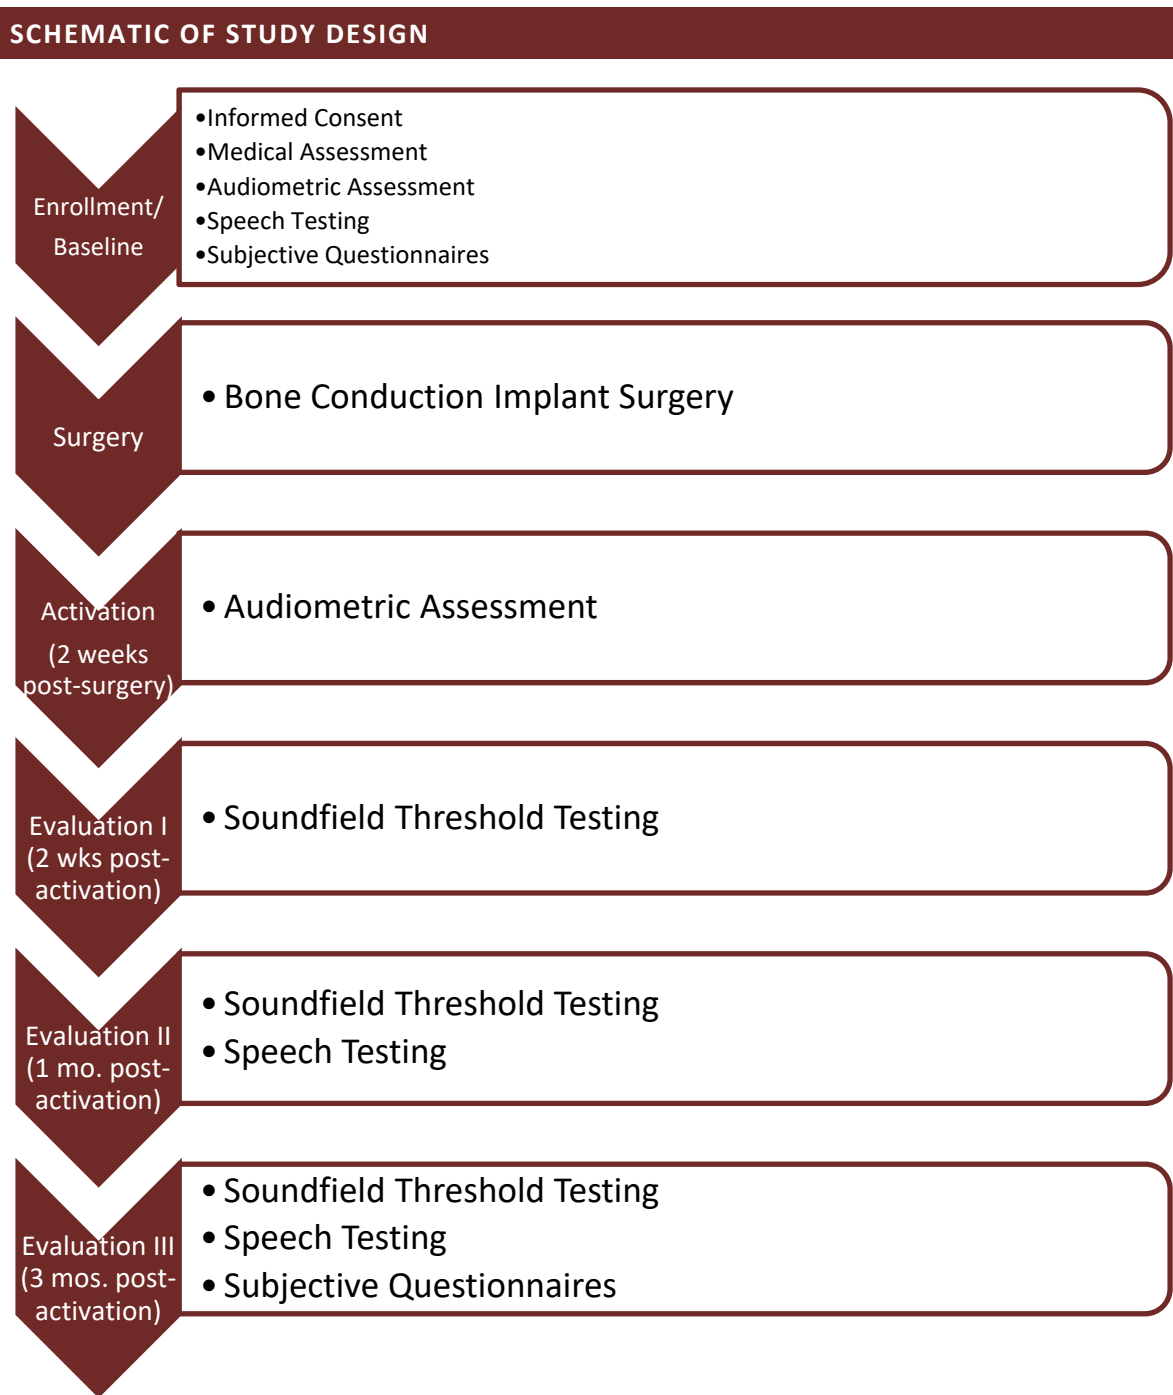 SCHEMATIC OF STUDY DESIGN
Enrollment/
Baseline
•Informed Consent
•Medical Assessment
•Audiometric Assessment
•Speech Testing
•Subjective Questionnaires
Surgery
• Bone Conduction Implant Surgery
Activation
(2 weeks
post-surgery)
• Audiometric Assessment
Evaluation I
(2 wks post-
activation)
• Soundfield Threshold Testing
Evaluation II
(1 mo. post-
activation)
• Soundfield Threshold Testing
• Speech Testing
Evaluation III
(3 mos. post-
activation)
• Soundfield Threshold Testing
• Speech Testing
• Subjective Questionnaires